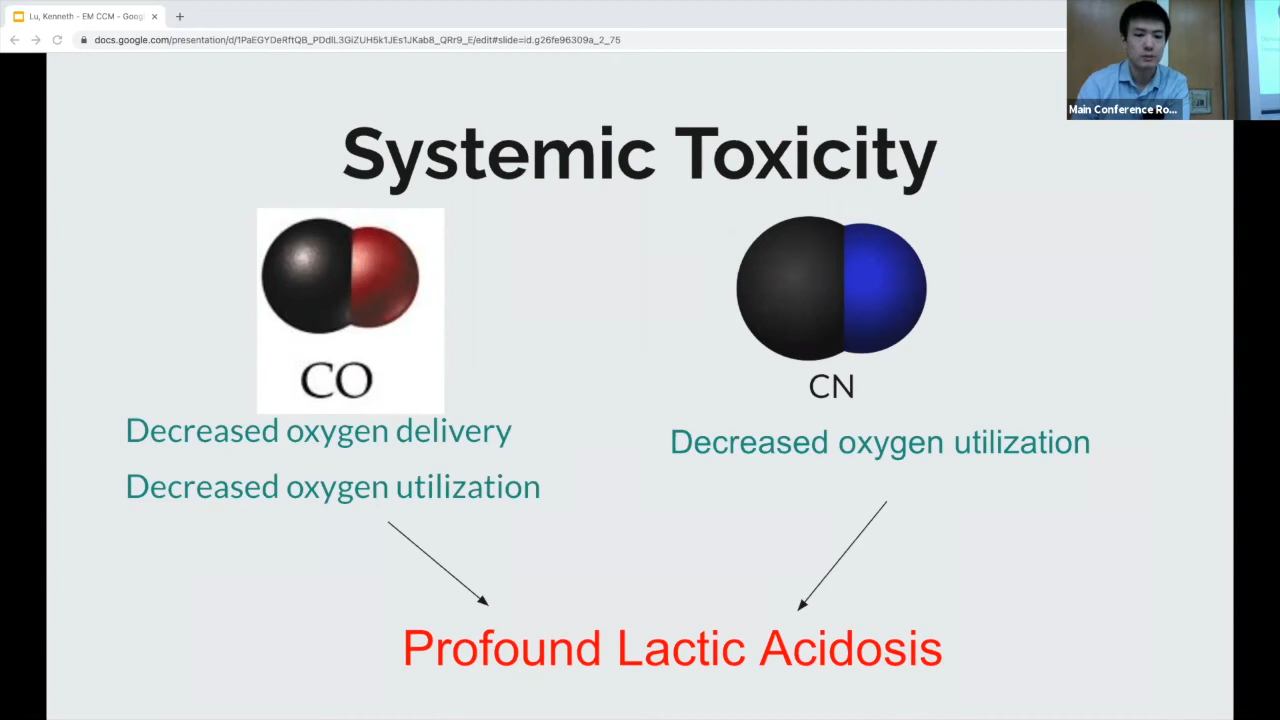 Lu, Kenneth - EM CCM - Goog
docs.google.com/presentation/d/1PaEGYDeRftQB_PDdlL3GiZUH5k1JEs1JKab8_QRr9_E/edit#slide=id.g26fe96309a_2_75
Main Conference Ro...
Systemic Toxicity
CO
CN
Decreased oxygen delivery
Decreased oxygen utilization
Decreased oxygen utilization
Profound Lactic Acidosis